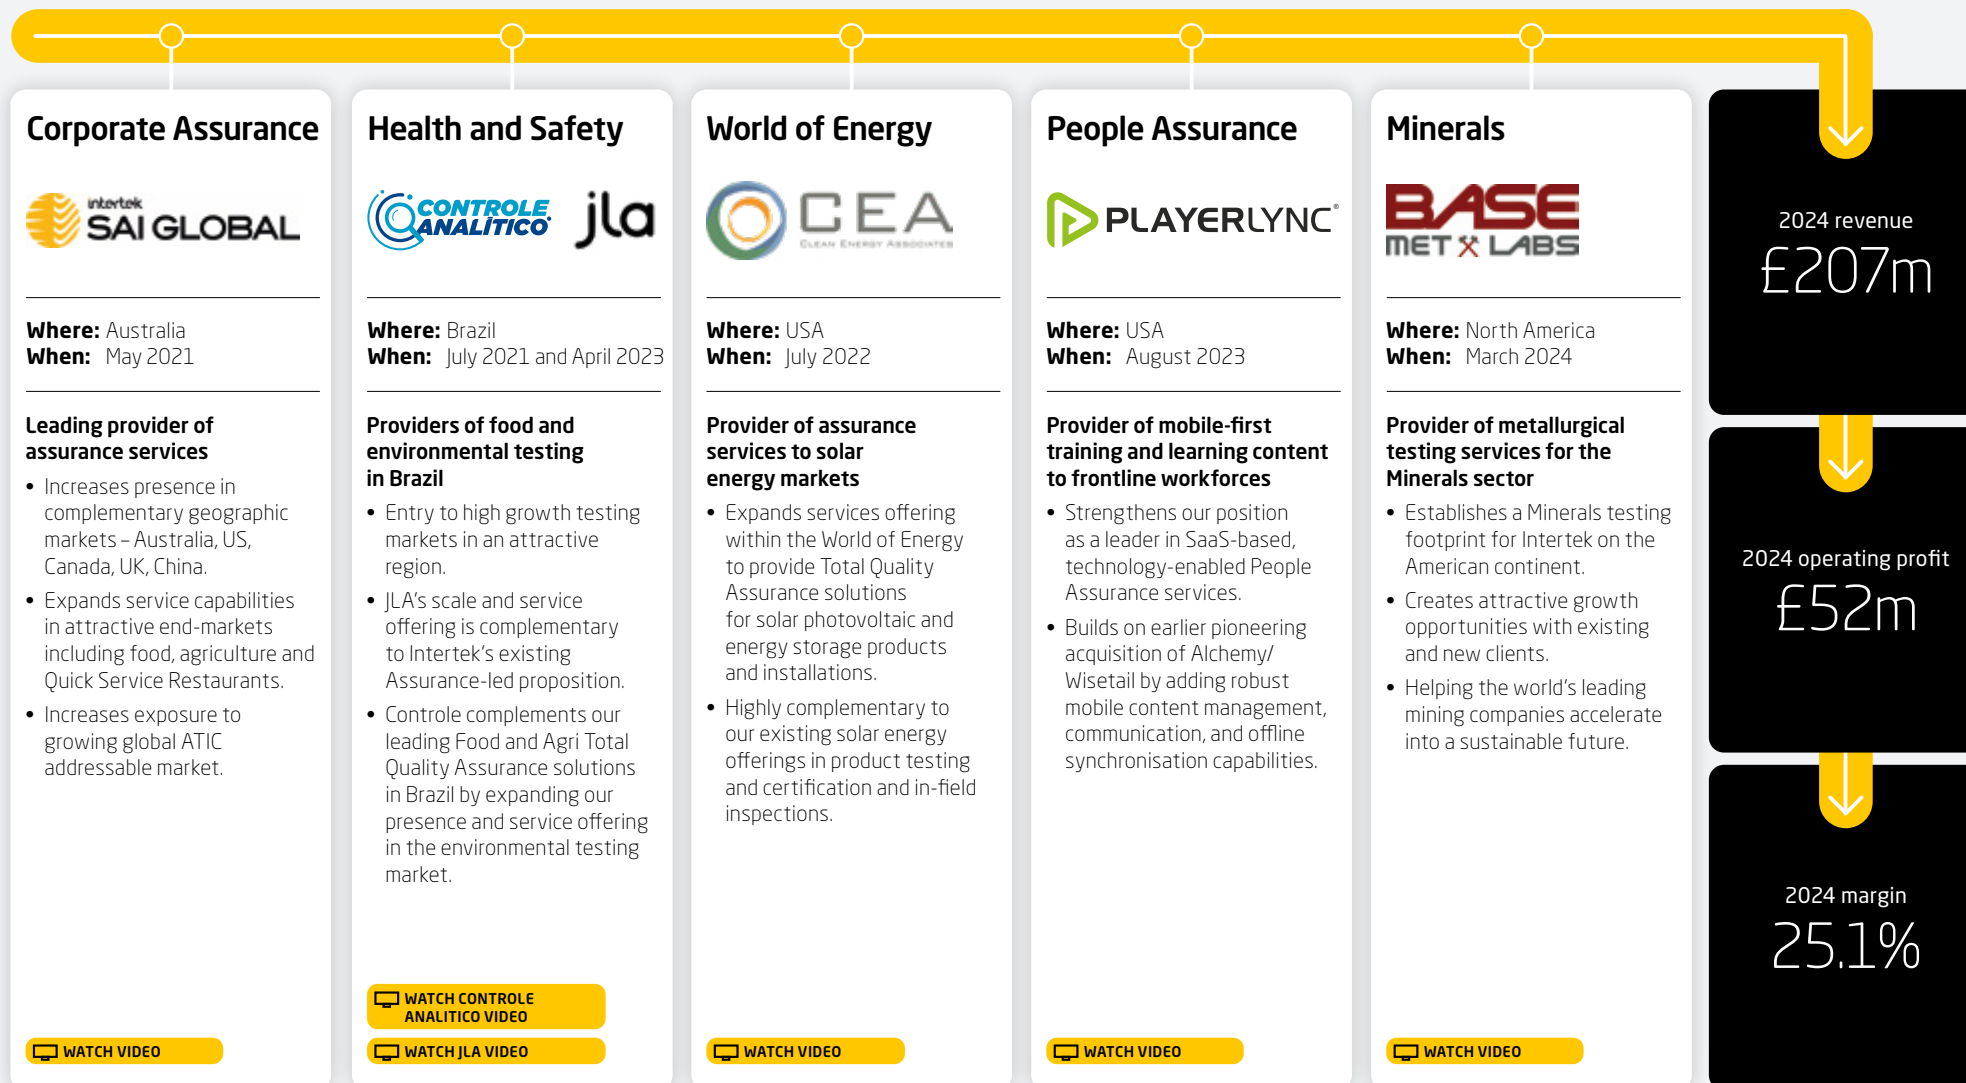 Corporate Assurance
intertek
SAI GLOBAL
Where: Australia
When: May 2021
Leading provider of
assurance services
• Increases presence in
complementary geographic
markets – Australia, US,
Canada, UK, China.
• Expands service capabilities
in attractive end-markets
including food, agriculture and
Quick Service Restaurants.
• Increases exposure to
growing global ATIC
addressable market.
WATCH VIDEO
Health and Safety
CONTROLE
ANALÍTICO
jla
Where: Brazil
When: July 2021 and April 2023
Providers of food and
environmental testing
in Brazil
• Entry to high growth testing
markets in an attractive
region.
• JLA's scale and service
offering is complementary
to Intertek's existing
Assurance-led proposition.
• Controle complements our
leading Food and Agri Total
Quality Assurance solutions
in Brazil by expanding our
presence and service offering
in the environmental testing
market.
WATCH CONTROLE
ANALITICO VIDEO
WATCH JLA VIDEO
World of Energy
CEA
CLEAN ENERGY ASSOCIATES
Where: USA
When: July 2022
Provider of assurance
services to solar
energy markets
• Expands services offering
within the World of Energy
to provide Total Quality
Assurance solutions
for solar photovoltaic and
energy storage products
and installations.
• Highly complementary to
our existing solar energy
offerings in product testing
and certification and in-field
inspections.
WATCH VIDEO
People Assurance
PLAYERLYNC®
Where: USA
When: August 2023
Provider of mobile-first
training and learning content
to frontline workforces
• Strengthens our position
as a leader in SaaS-based,
technology-enabled People
Assurance services.
• Builds on earlier pioneering
acquisition of Alchemy/
Wisetail by adding robust
mobile content management,
communication, and offline
synchronisation capabilities.
WATCH VIDEO
Minerals
BASE
MET LABS
Where: North America
When: March 2024
Provider of metallurgical
testing services for the
Minerals sector
• Establishes a Minerals testing
footprint for Intertek on the
American continent.
• Creates attractive growth
opportunities with existing
and new clients.
• Helping the world's leading
mining companies accelerate
into a sustainable future.
WATCH VIDEO
2024 revenue
£207m
2024 operating profit
£52m
2024 margin
25.1%